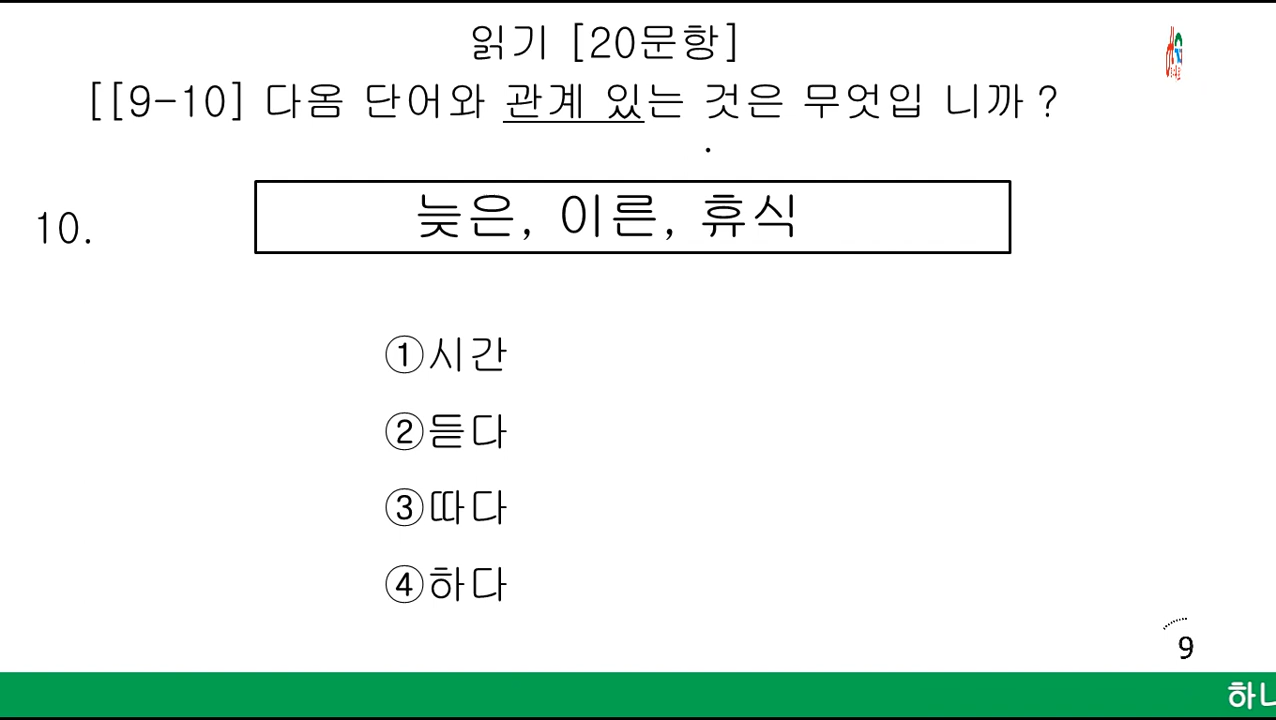 읽기 [20문항]
[[9-10] 다옴 단어와 관계 있는 것은 무엇입 니까 ?
.
10.
늦은, 이른, 휴식
①시간
②듣다
③따다
④하다
9
하나